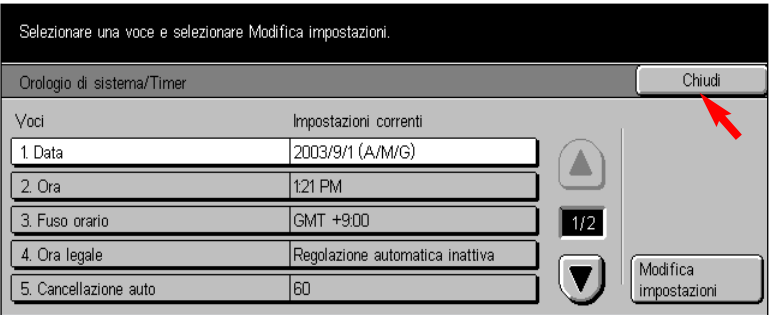 Selezionare una voce e selezionare Modifica impostazioni.
Orologio di sistema/Timer
Chiudi
Voci Impostazioni correnti
1. Data 2003/9/1 (A/M/G)
2. Ora 1:21 PM
3. Fuso orario GMT +9:00
1/2
4. Ora legale Regolazione automatica inattiva
5. Cancellazione auto 60
Modifica
impostazioni